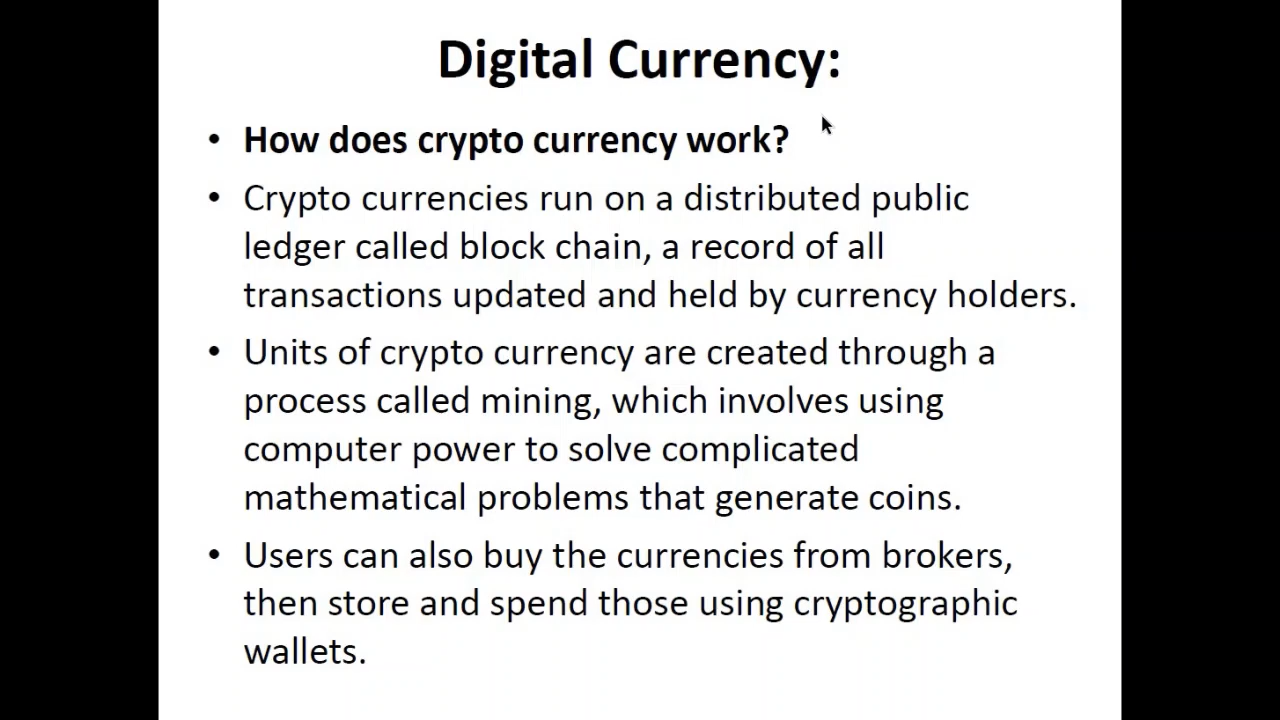 Digital Currency:
• How does crypto currency work?
• Crypto currencies run on a distributed public
ledger called block chain, a record of all
transactions updated and held by currency holders.
• Units of crypto currency are created through a
process called mining, which involves using
computer power to solve complicated
mathematical problems that generate coins.
• Users can also buy the currencies from brokers,
then store and spend those using cryptographic
wallets.